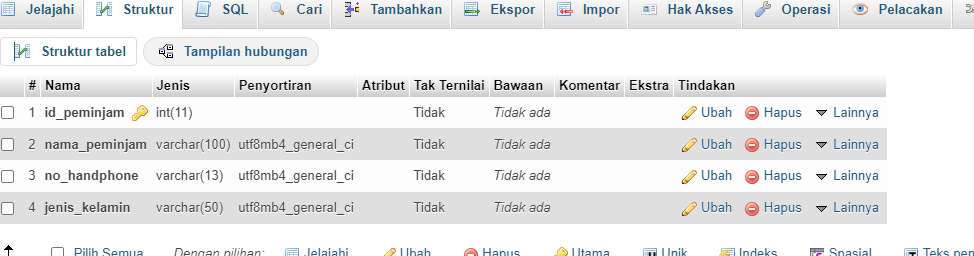 Jelajahi Struktur SQL Cari Tambahkan Ekspor Impor Hak Akses Operasi Pelacakan
Struktur tabel Tampilan hubungan
# Nama Jenis Penyortiran Atribut Tak Ternilai Bawaan Komentar Ekstra Tindakan
1 id_peminjam int(11) Tidak Tidak ada Ubah Hapus Lainnya
2 nama_peminjam varchar(100) utf8mb4_general_ci Tidak Tidak ada Ubah Hapus Lainnya
3 no_handphone varchar(13) utf8mb4_general_ci Tidak Tidak ada Ubah Hapus Lainnya
4 jenis_kelamin varchar(50) utf8mb4_general_ci Tidak Tidak ada Ubah Hapus Lainnya
Pilih Semua Dengan pilihan: Jelajahi Ubah Hapus Utama Unik Indeks Spasial Teks pen